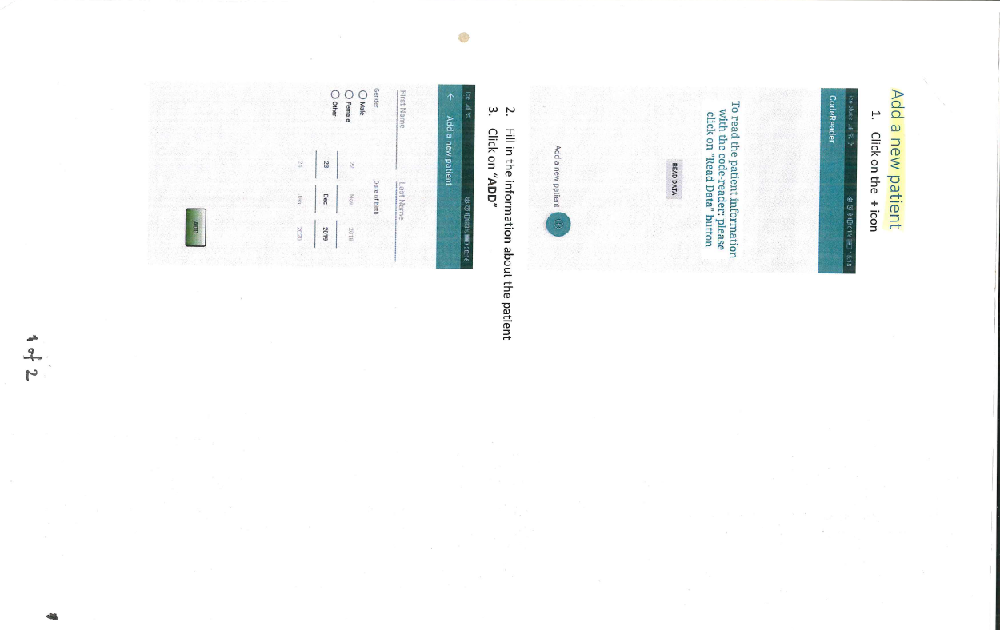 Add a new patient
1. Click on the + icon
CodeReader
16:18
To read the patient information
with the code-reader; please
click on "Read Data" button
READ DATA
Add a new patient
2. Fill in the information about the patient
3. Click on "ADD"
Ice
83% 20:16
← Add a new patient
First Name Last Name
Gender Date of birth
Male
Female
Other
22 Nov 2018
23 Dec 2019
24 Jan 2020
ADD
1 of 2